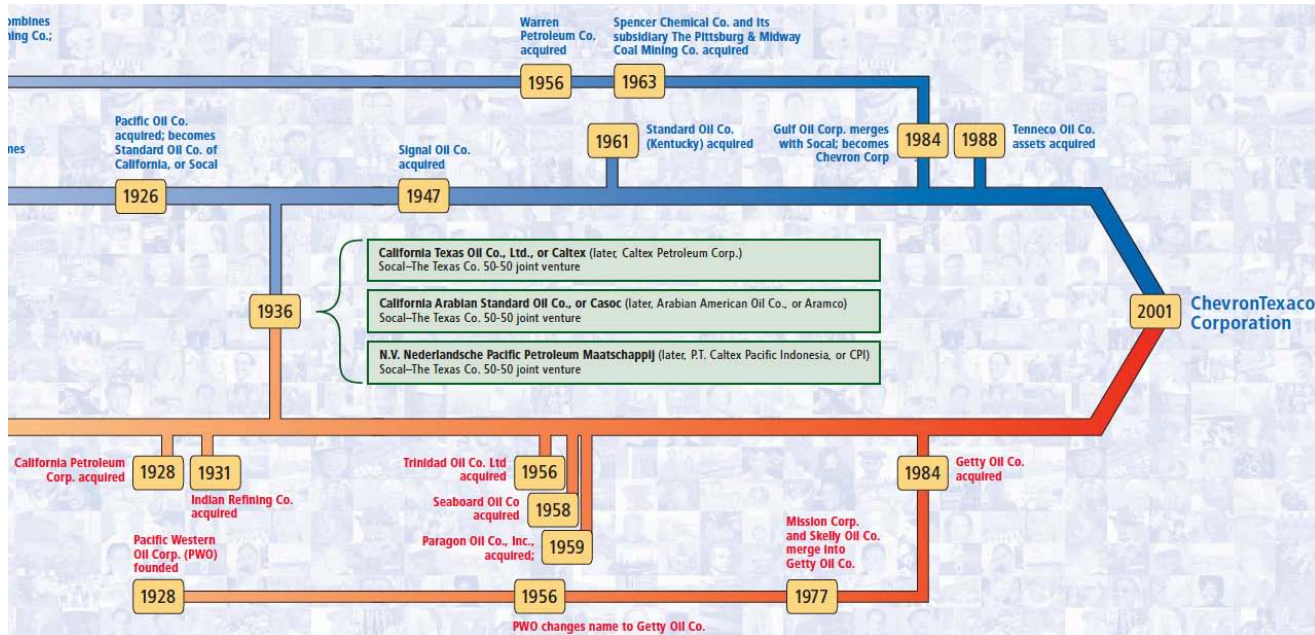 ombines
ning Co.;
Warren
Petroleum Co.
acquired
Spencer Chemical Co. and its
subsidiary The Pittsburg & Midway
Coal Mining Co. acquired
1956
1963
mes
Pacific Oil Co.
acquired; becomes
Standard Oil Co. of
California, or Socal
1926
Signal Oil Co.
acquired
1947
1961
Standard Oil Co.
(Kentucky) acquired
Gulf Oil Corp. merges
with Socal; becomes
Chevron Corp
1984
1988
Tenneco Oil Co.
assets acquired
1936
California Texas Oil Co., Ltd., or Caltex (later, Caltex Petroleum Corp.)
Socal–The Texas Co. 50-50 joint venture
California Arabian Standard Oil Co., or Casoc (later, Arabian American Oil Co., or Aramco)
Socal–The Texas Co. 50-50 joint venture
N.V. Nederlandsche Pacific Petroleum Maatschappij (later, P.T. Caltex Pacific Indonesia, or CPI)
Socal–The Texas Co. 50-50 joint venture
2001
ChevronTexaco
Corporation
California Petroleum
Corp. acquired
1928
1931
Indian Refining Co.
acquired
Trinidad Oil Co. Ltd
acquired
1956
Seaboard Oil Co
acquired
1958
Paragon Oil Co., Inc.,
acquired;
1959
1984
Getty Oil Co.
acquired
Pacific Western
Oil Corp. (PWO)
founded
1928
1956
PWO changes name to Getty Oil Co.
Mission Corp.
and Skelly Oil Co.
merge into
Getty Oil Co.
1977